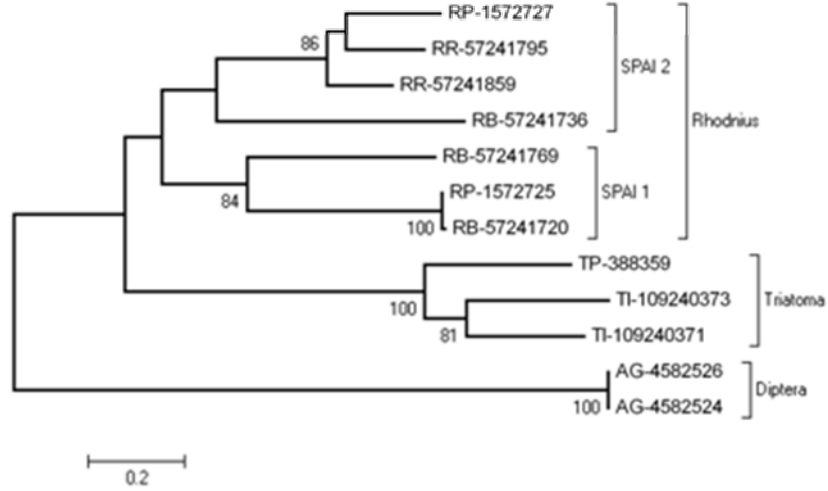 RP-1572727
86
RR-57241795
SPAI 2
RR-57241859
RB-57241736
Rhodnius
RB-57241769
84
RP-1572725
SPAI 1
100
RB-57241720
TP-388359
100
TI-109240373
Triatoma
81
TI-109240371
AG-4582526
Diptera
100
AG-4582524
0.2